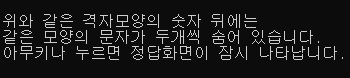 위와 같은 격자모양의 숫자 뒤에는
같은 모양의 문자가 두개씩 숨어 있습니다.
아무키나 누르면 정답화면이 잠시 나타납니다.